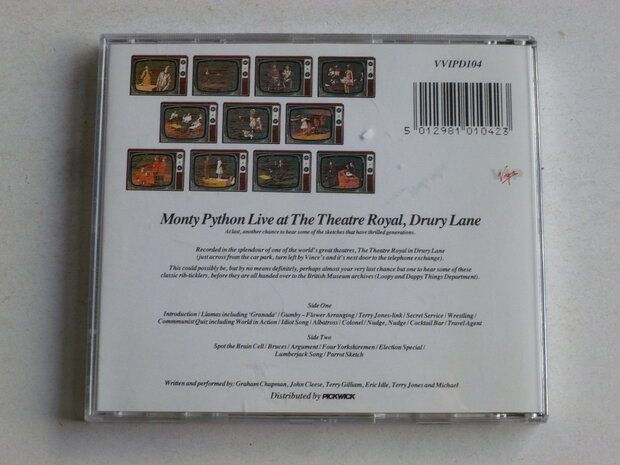 VVIPD104
5 012981 010423
Virgin
Monty Python Live at The Theatre Royal, Drury Lane
At last, another chance to hear some of the sketches that have thrilled generations.
Recorded in the splendour of one of the world's great theatres, The Theatre Royal in Drury Lane
(just across from the car park, turn left by Vince's and it's next door to the telephone exchange).
This could possibly be, but by no means definitely, perhaps almost your very last chance but one to hear some of these
classic rib-ticklers, before they are all handed over to the British Museum archives (Loopy and Dappy Things Department).
Side One
Introduction / Llamas including 'Granada' / Gumby – Flower Arranging / Terry Jones-link / Secret Service / Wrestling /
Commmunist Quiz including World in Action / Idiot Song / Albatross / Colonel / Nudge, Nudge / Cocktail Bar / Travel Agent
Side Two
Spot the Brain Cell / Bruces / Argument / Four Yorkshiremen / Election Special /
Lumberjack Song / Parrot Sketch
Written and performed by: Graham Chapman, John Cleese, Terry Gilliam, Eric Idle, Terry Jones and Michael
Distributed by PICKWICK